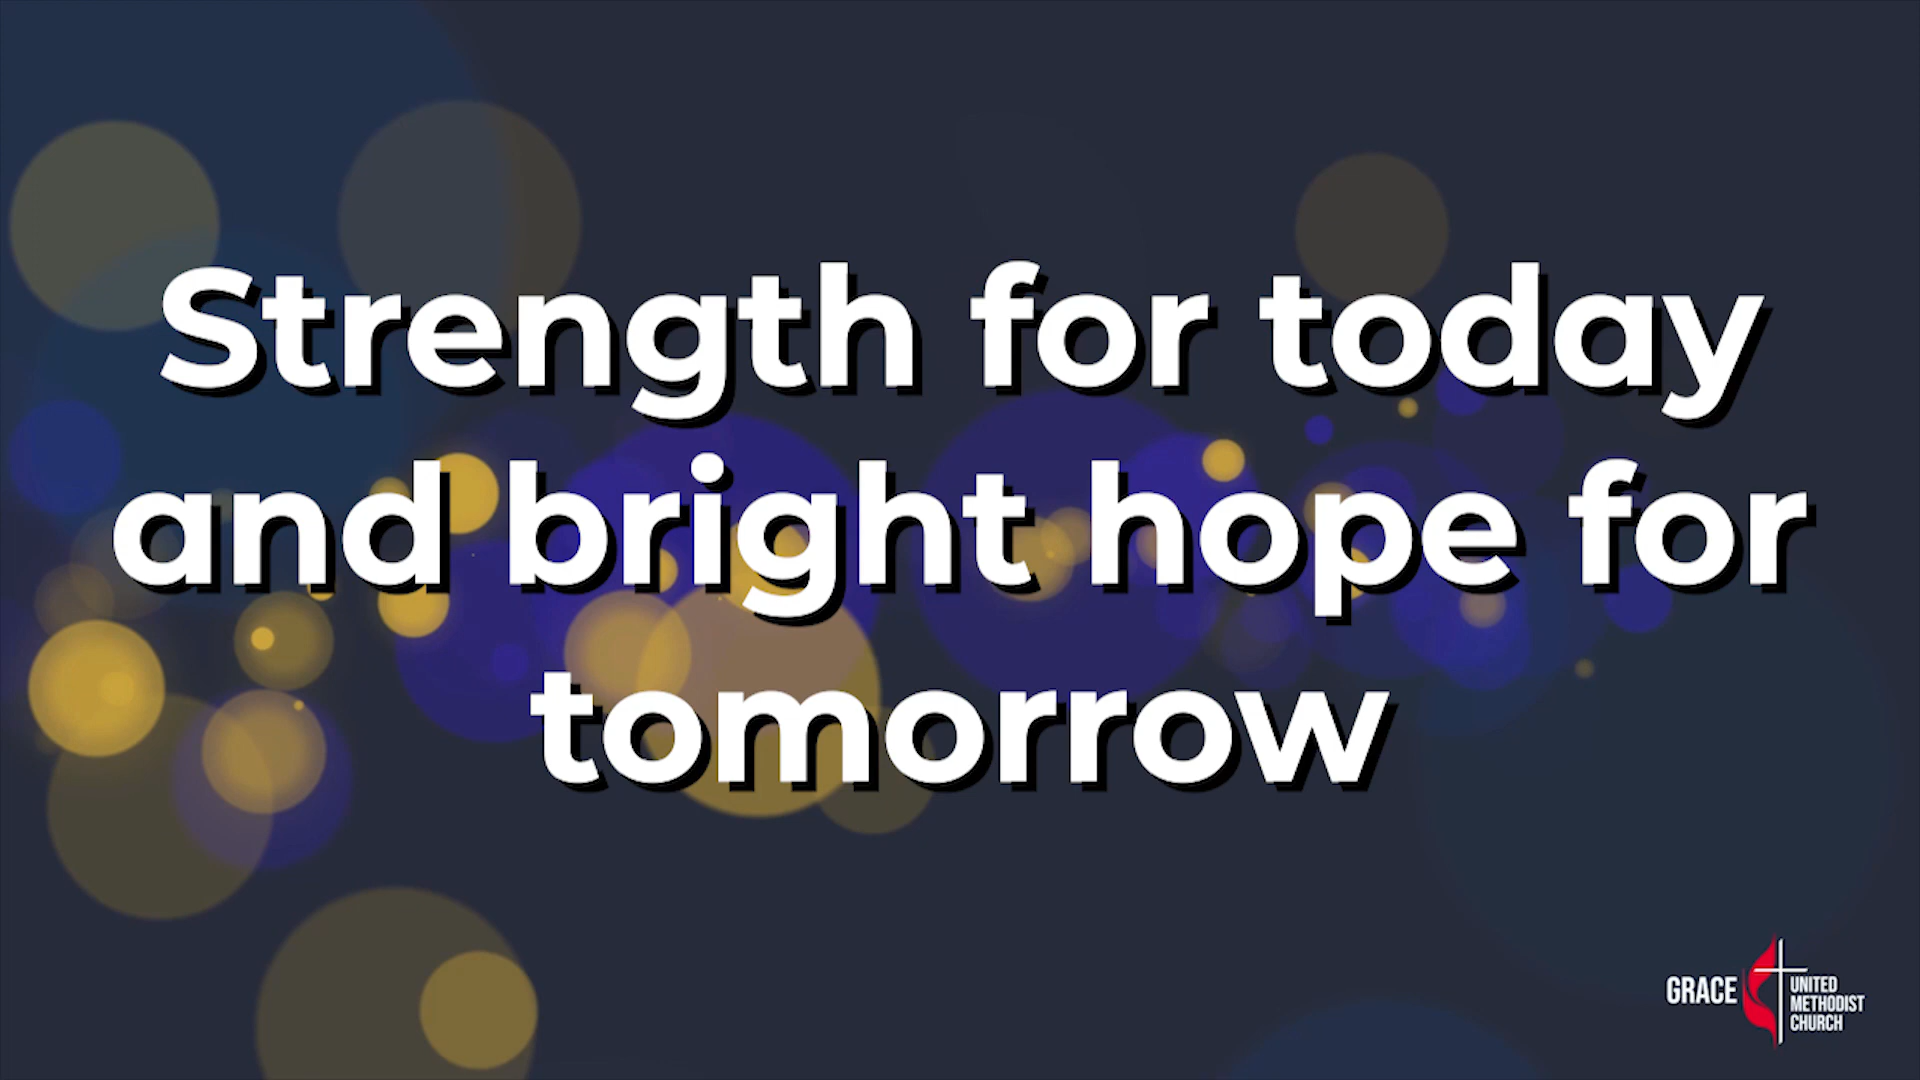 Strength for today
and bright hope for
tomorrow
GRACE
UNITED
METHODIST
CHURCH